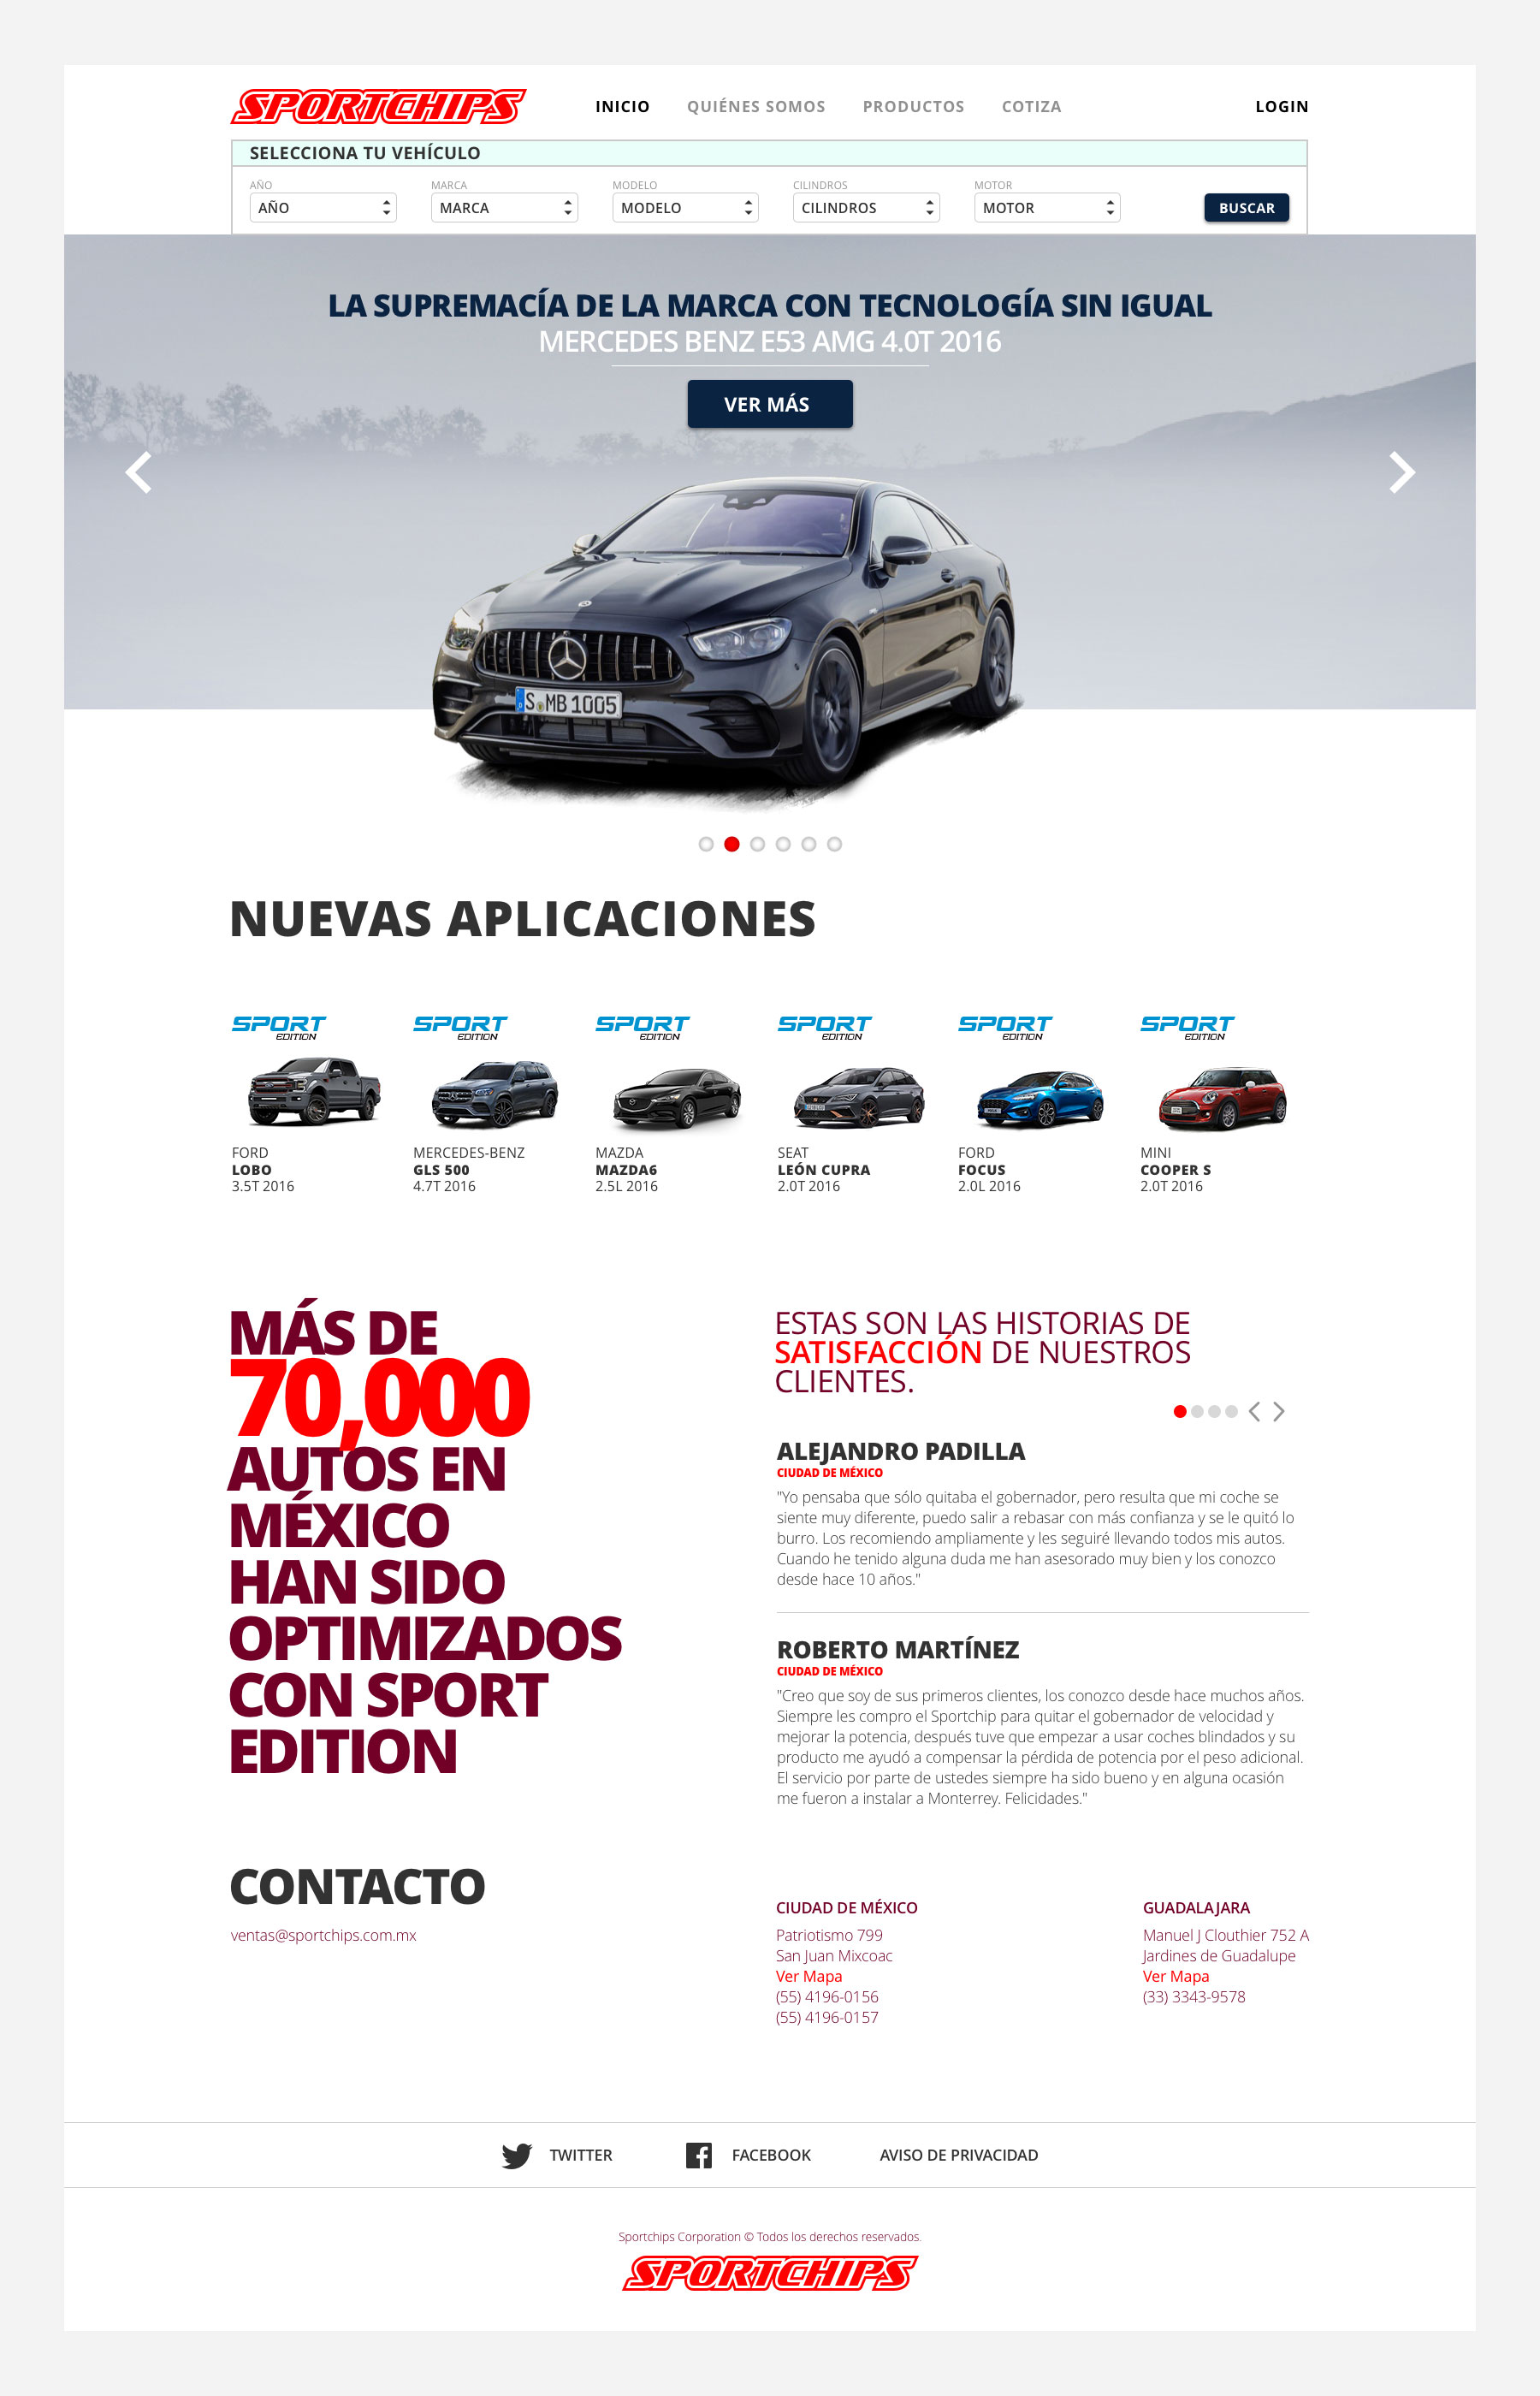 SPORTCHIPS
INICIO
QUIÉNES SOMOS
PRODUCTOS
COTIZA
LOGIN
SELECCIONA TU VEHÍCULO
AÑO
MARCA
MODELO
CILINDROS
MOTOR
AÑO
MARCA
MODELO
CILINDROS
MOTOR
BUSCAR
LA SUPREMACÍA DE LA MARCA CON TECNOLOGÍA SIN IGUAL
MERCEDES BENZ E53 AMG 4.0T 2016
VER MÁS
S MB 1005
NUEVAS APLICACIONES
SPORT
EDITION
FORD
LOBO
3.5T 2016
SPORT
EDITION
MERCEDES-BENZ
GLS 500
4.7T 2016
SPORT
EDITION
MAZDA
MAZDA6
2.5L 2016
SPORT
EDITION
SEAT
LEÓN CUPRA
2.0T 2016
SPORT
EDITION
FORD
FOCUS
2.0L 2016
SPORT
EDITION
MINI
COOPER S
2.0T 2016
MÁS DE
70,000
AUTOS EN
MÉXICO
HAN SIDO
OPTIMIZADOS
CON SPORT
EDITION
ESTAS SON LAS HISTORIAS DE
SATISFACCIÓN DE NUESTROS
CLIENTES.
ALEJANDRO PADILLA
CIUDAD DE MÉXICO
"Yo pensaba que sólo quitaba el gobernador, pero resulta que mi coche se
siente muy diferente, puedo salir a rebasar con más confianza y se le quitó lo
burro. Los recomiendo ampliamente y les seguiré llevando todos mis autos.
Cuando he tenido alguna duda me han asesorado muy bien y los conozco
desde hace 10 años."
ROBERTO MARTÍNEZ
CIUDAD DE MÉXICO
"Creo que soy de sus primeros clientes, los conozco desde hace muchos años.
Siempre les compro el Sportchip para quitar el gobernador de velocidad y
mejorar la potencia, después tuve que empezar a usar coches blindados y su
producto me ayudó a compensar la pérdida de potencia por el peso adicional.
El servicio por parte de ustedes siempre ha sido bueno y en alguna ocasión
me fueron a instalar a Monterrey. Felicidades."
CONTACTO
ventas@sportchips.com.mx
CIUDAD DE MÉXICO
Patriotismo 799
San Juan Mixcoac
Ver Mapa
(55) 4196-0156
(55) 4196-0157
GUADALAJARA
Manuel J Clouthier 752 A
Jardines de Guadalupe
Ver Mapa
(33) 3343-9578
TWITTER
FACEBOOK
AVISO DE PRIVACIDAD
Sportchips Corporation © Todos los derechos reservados.
SPORTCHIPS